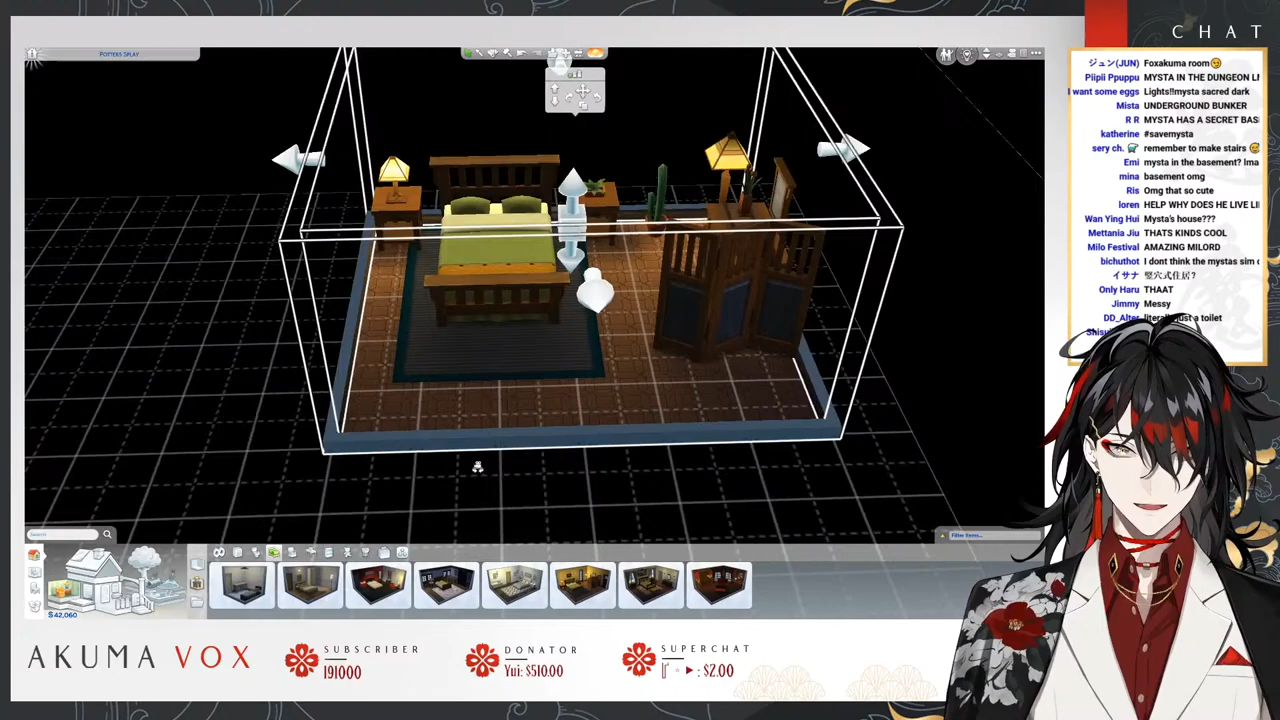 CHAT
POTTERS SPLAY
ジュン(JUN) Foxakuma room
Piipii Ppuppu MYSTA IN THE DUNGEON LI
I want some eggs Lights!!mysta sacred dark
Mista UNDERGROUND BUNKER
R R MYSTA HAS A SECRET BAS
katherine #savemysta
sery ch. remember to make stairs
Emi mysta in the basement? Ima
mina basement omg
Ris Omg that so cute
loren HELP WHY DOES HE LIVE LI
Wan Ying Hui Mysta's house???
Mettania Jiu THATS KINDS COOL
Milo Festival AMAZING MILORD
bichuthot I dont think the mystas sim
イサナ 竪穴式住居?
Only Haru THAAT
Jimmy Messy
DD_Alter literally just a toilet
Search
Filter Items...
$42,060
AKUMA VOX
SUBSCRIBER
191000
DONATOR
Yui: $510.00
SUPERCHAT
: $2.00